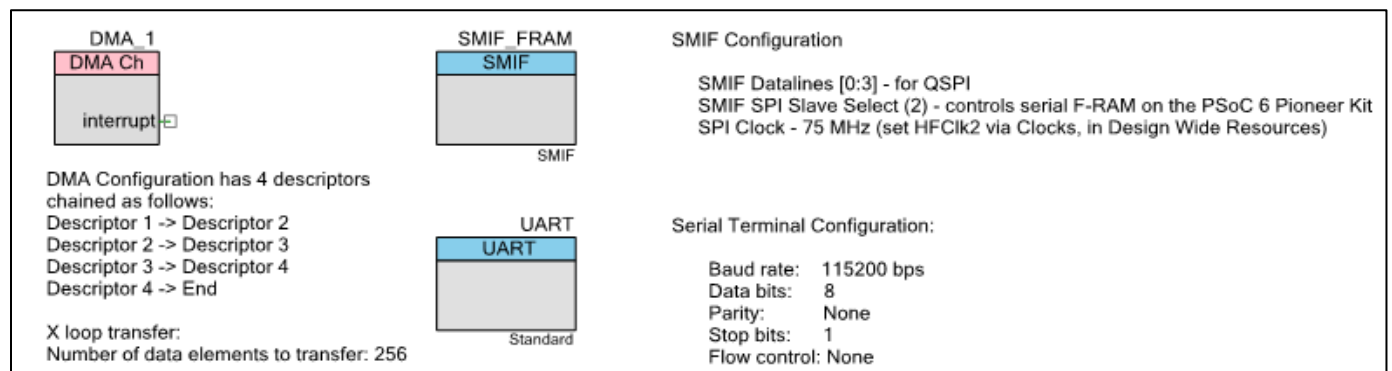 DMA_1
DMA Ch
interrupt
DMA Configuration has 4 descriptors
chained as follows:
Descriptor 1 -> Descriptor 2
Descriptor 2 -> Descriptor 3
Descriptor 3 -> Descriptor 4
Descriptor 4 -> End
X loop transfer:
Number of data elements to transfer: 256
SMIF_FRAM
SMIF
SMIF
UART
UART
Standard
SMIF Configuration
SMIF Datalines [0:3] - for QSPI
SMIF SPI Slave Select (2) - controls serial F-RAM on the PSoC 6 Pioneer Kit
SPI Clock - 75 MHz (set HFClk2 via Clocks, in Design Wide Resources)
Serial Terminal Configuration:
Baud rate: 115200 bps
Data bits: 8
Parity: None
Stop bits: 1
Flow control: None